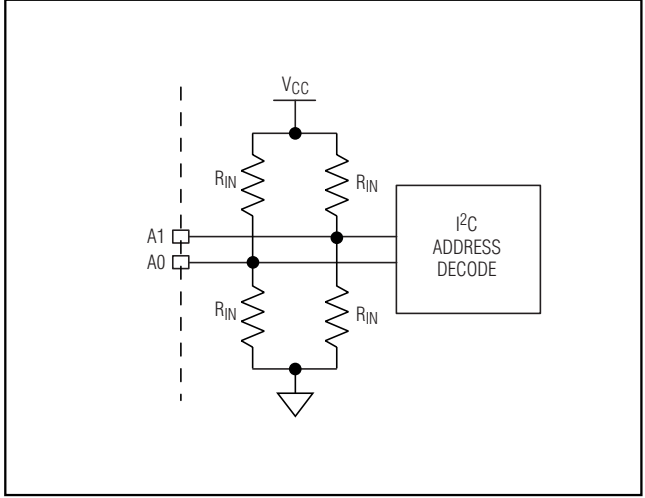 VCC
RIN
RIN
A1
A0
I²C
ADDRESS
DECODE
RIN
RIN